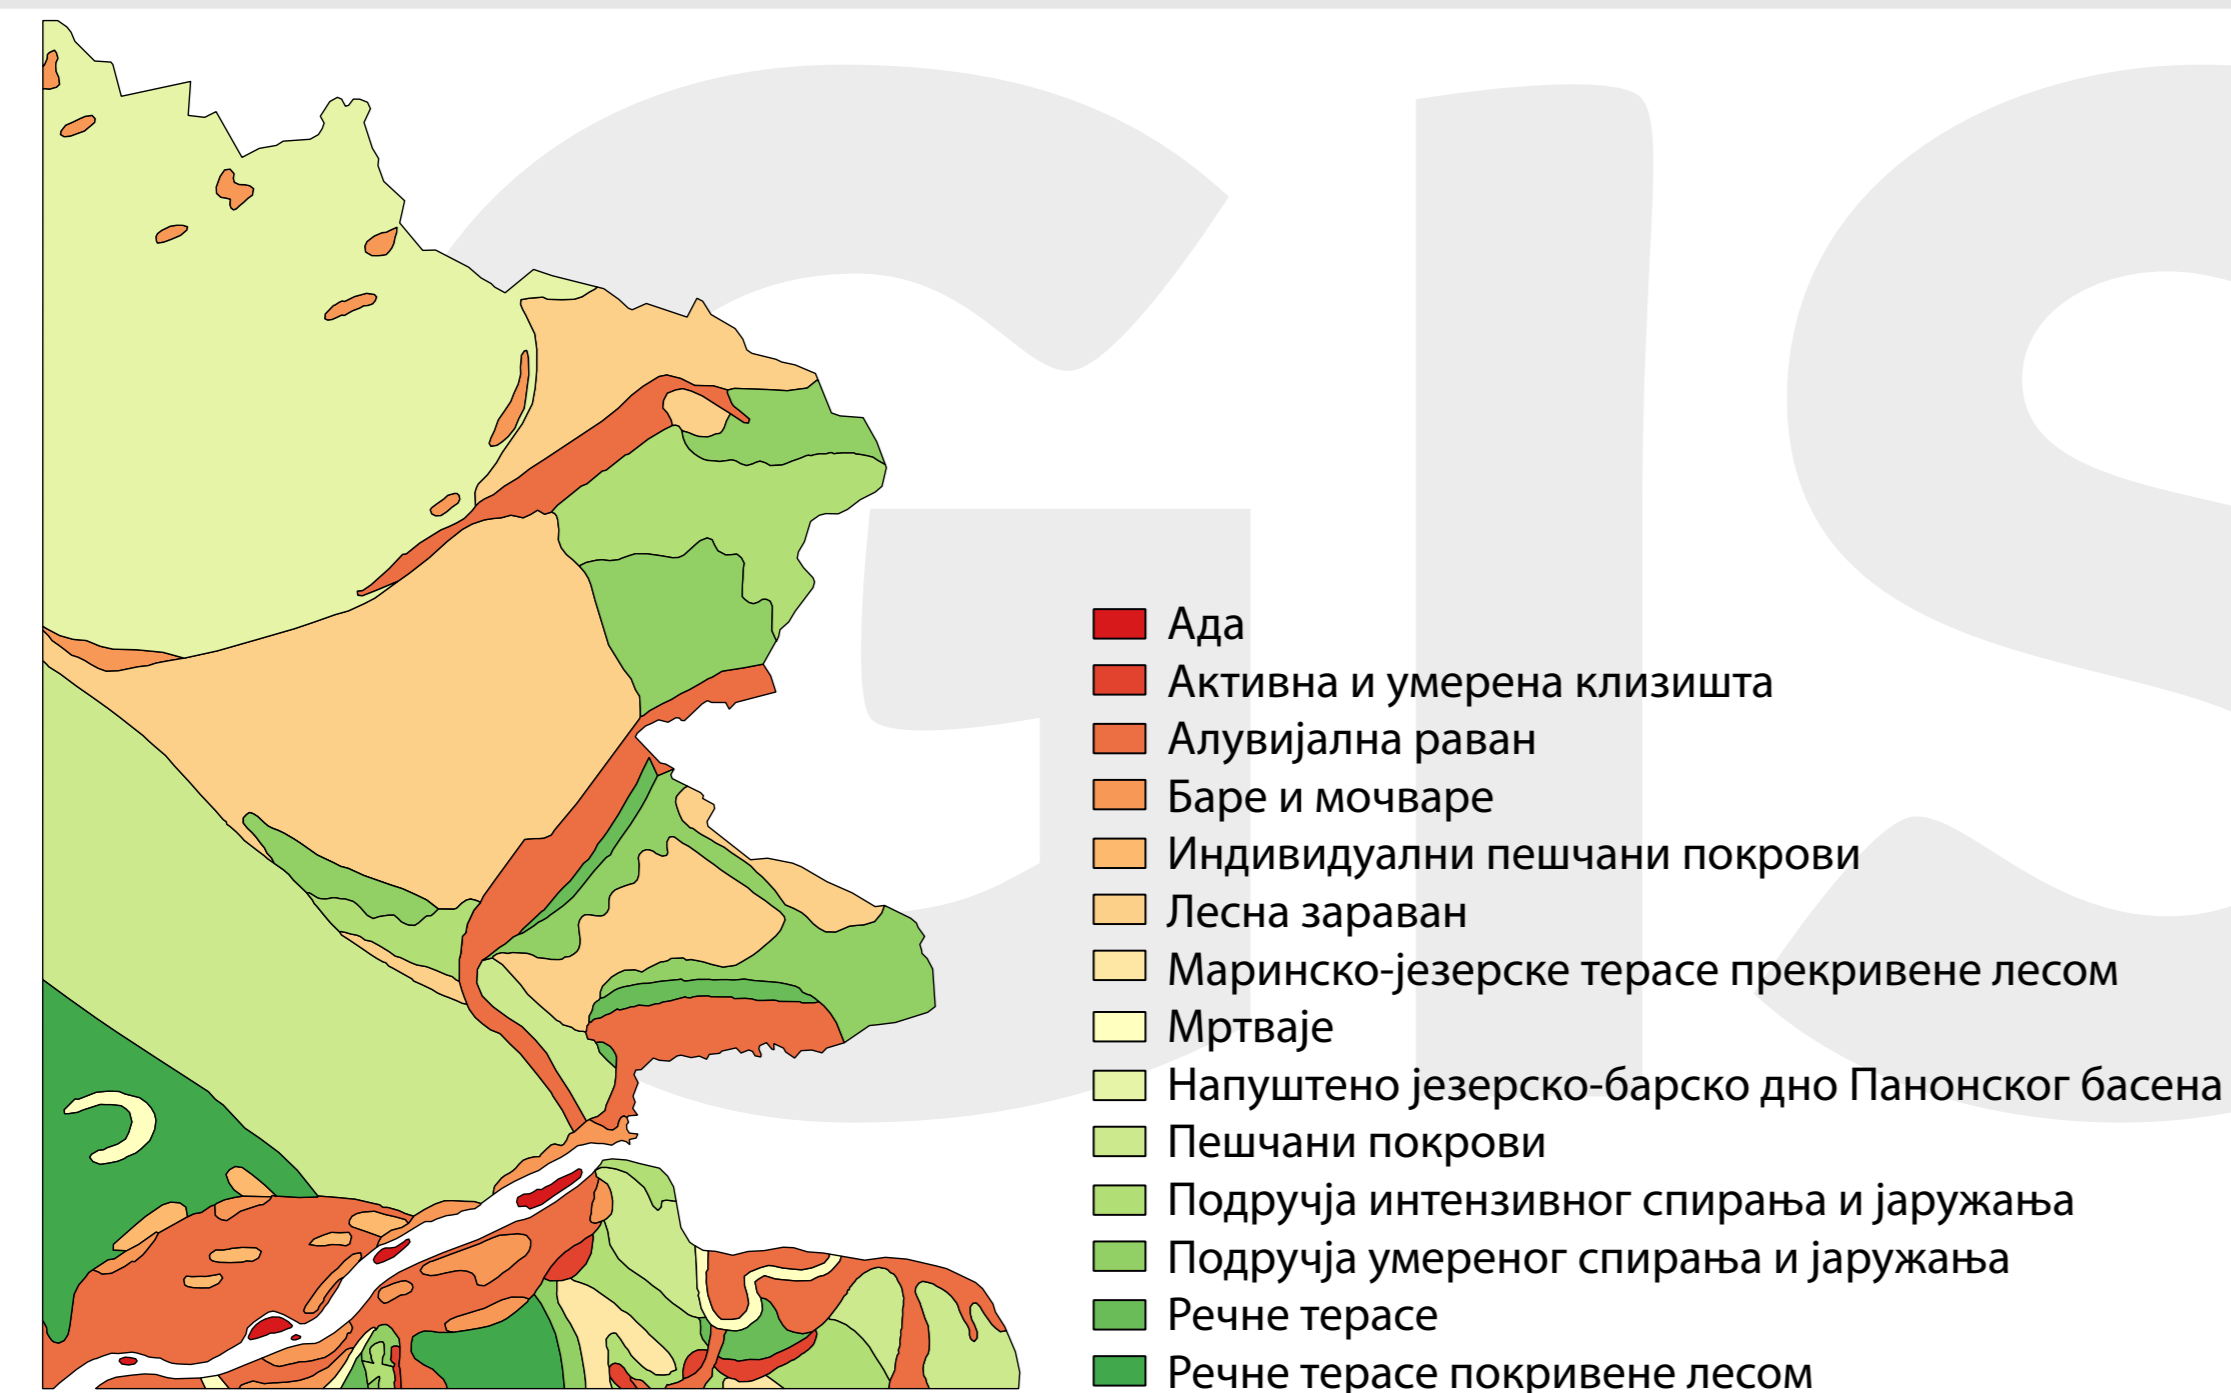 GIS
Ада
Активна и умерена клизишта
Алувијална раван
Баре и мочваре
Индивидуални пешчани покрови
Лесна зараван
Маринско-језерске терасе прекривене лесом
Мртваје
Напуштено језерско-барско дно Панонског басена
Пешчани покрови
Подручја интензивног спирања и јаружања
Подручја умереног спирања и јаружања
Речне терасе
Речне терасе покривене лесом